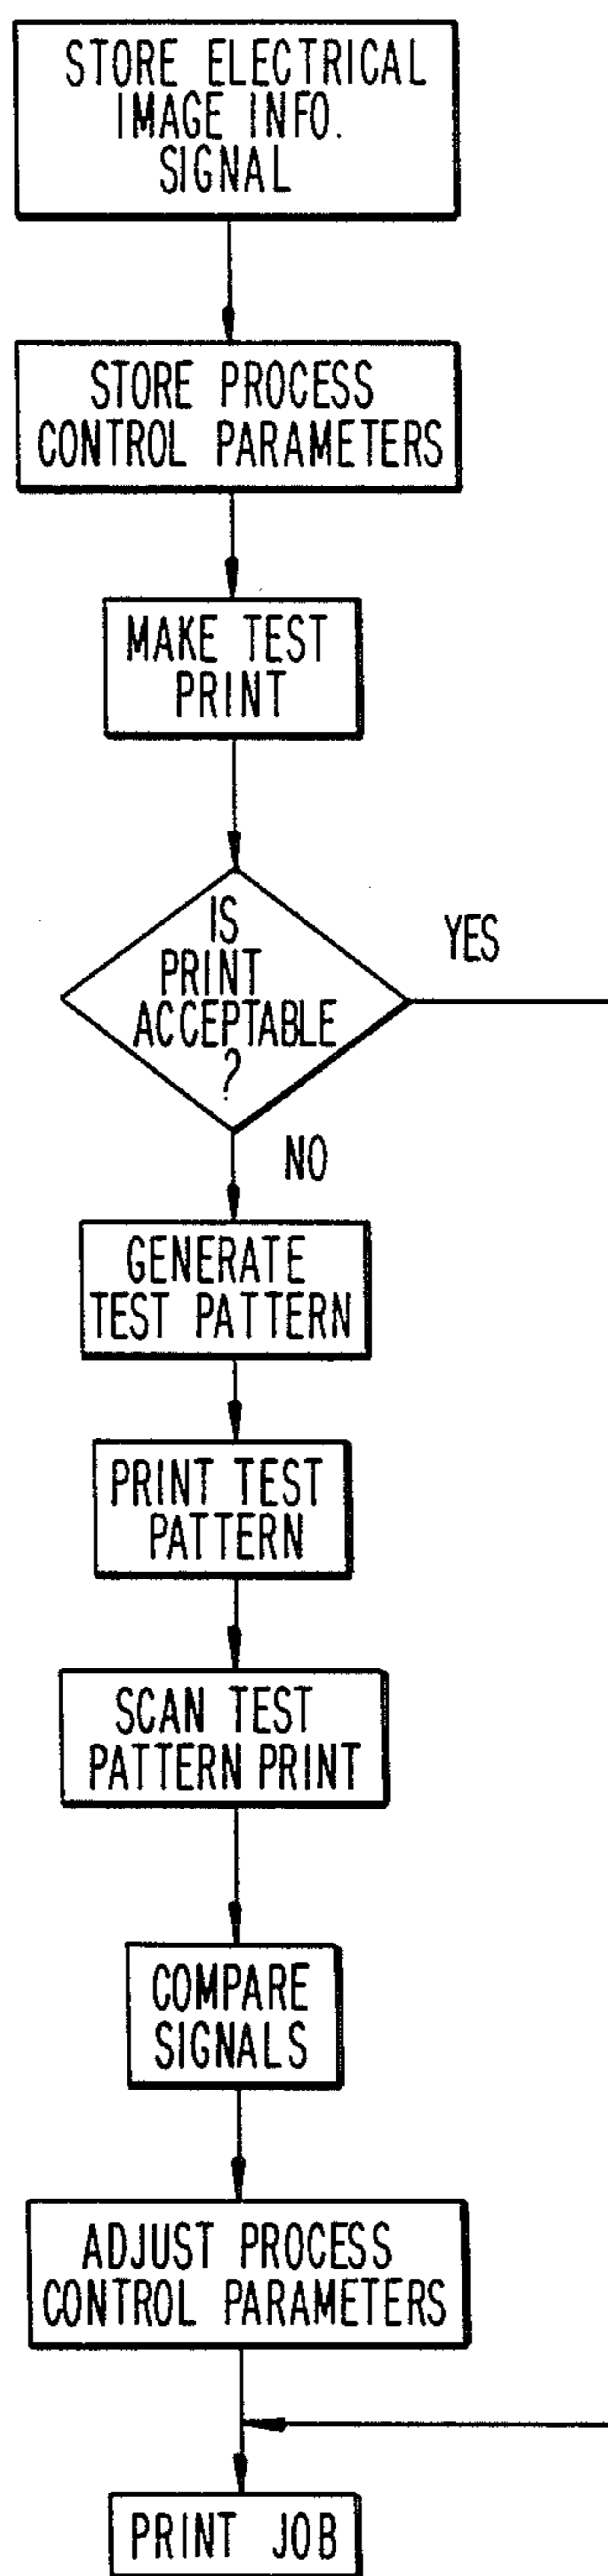 STORE ELECTRICAL
IMAGE INFO.
SIGNAL
STORE PROCESS
CONTROL PARAMETERS
MAKE TEST
PRINT
IS
PRINT
ACCEPTABLE
?
YES
NO
GENERATE
TEST PATTERN
PRINT TEST
PATTERN
SCAN TEST
PATTERN PRINT
COMPARE
SIGNALS
ADJUST PROCESS
CONTROL PARAMETERS
PRINT JOB